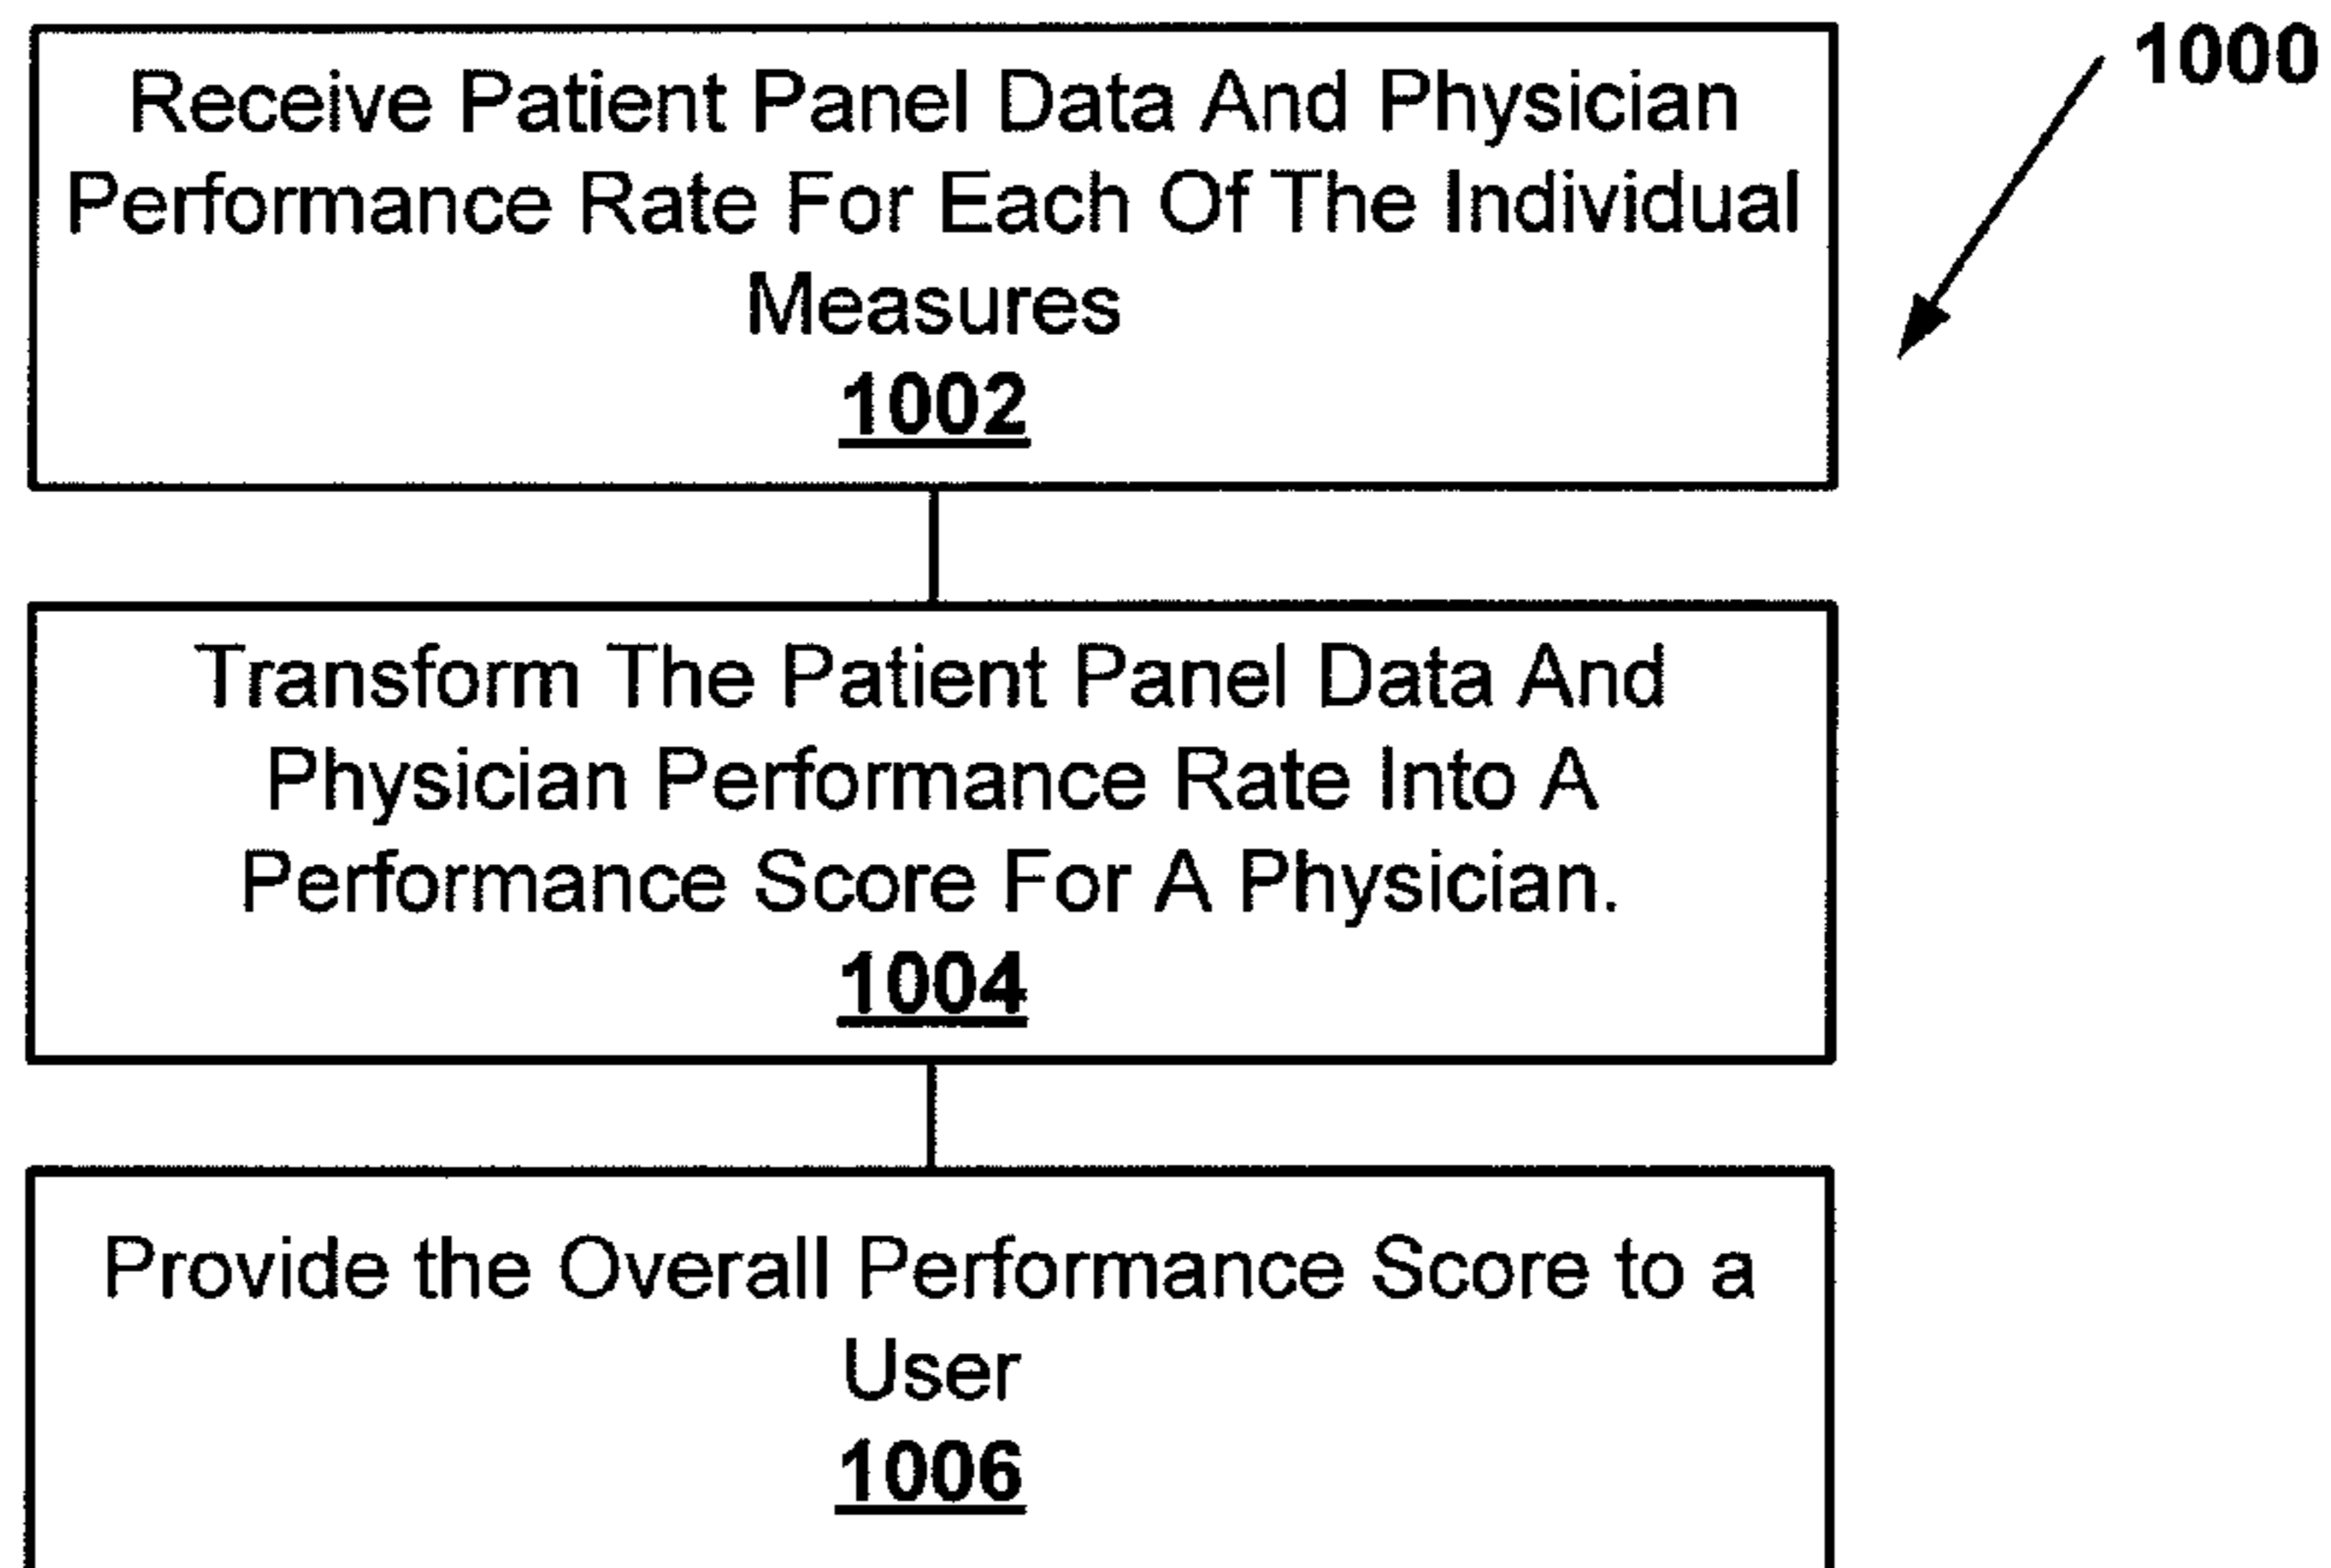 1000
Receive Patient Panel Data And Physician
Performance Rate For Each Of The Individual
Measures
1002
Transform The Patient Panel Data And
Physician Performance Rate Into A
Performance Score For A Physician.
1004
Provide the Overall Performance Score to a
User
1006